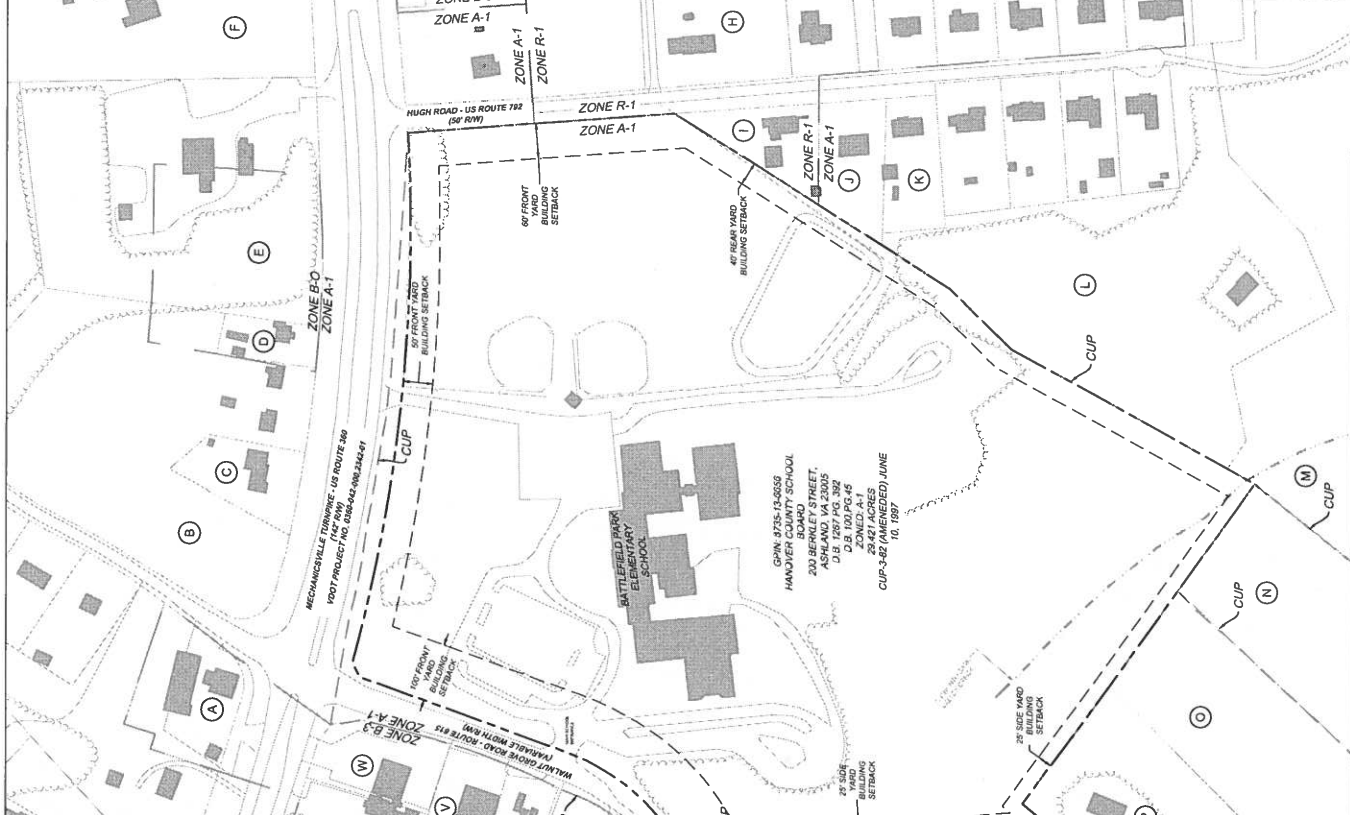 ZONE A-1
F
H
ZONE A-1
ZONE R-1
HUGH ROAD - US ROUTE 792
(50' R/W)
ZONE R-1
ZONE A-1
I
ZONE R-1
ZONE A-1
J
K
60' FRONT
YARD
BUILDING
SETBACK
40' REAR YARD
BUILDING SETBACK
E
ZONE B-O
ZONE A-1
D
50' FRONT YARD
BUILDING SETBACK
L
CUP
C
MECHANICSVILLE TURNPIKE - US ROUTE 360
(142' R/W)
VDOT PROJECT NO. 0360-042-000,2342-01
CUP
B
BATTLEFIELD PARK
ELEMENTARY
SCHOOL
GPIN: 8735-13-6656
HANOVER COUNTY SCHOOL
BOARD
200 BERKLEY STREET,
ASHLAND, VA 23005
D.B. 1267 PG. 392
D.B. 100,PG.45
ZONED: A-1
29.421 ACRES
CUP-3-82 (AMENEDED) JUNE
10, 1997
M
CUP
N
CUP
A
100' FRONT
YARD
BUILDING
SETBACK
ZONE A-1
ZONE B-3
WALNUT GROVE ROAD - ROUTE 615
(VARIABLE WIDTH R/W)
W
V
25' SIDE YARD
BUILDING
SETBACK
O
25' SIDE
YARD
BUILDING
SETBACK